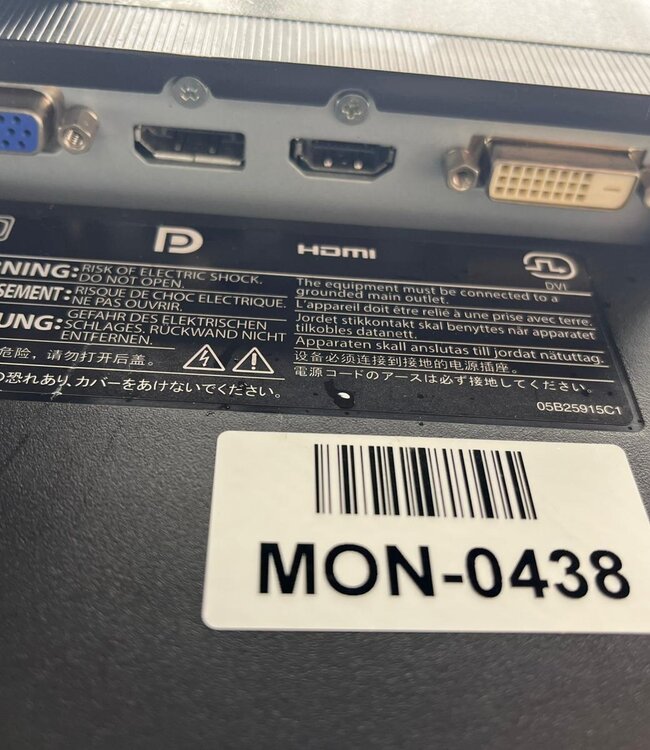 HDMI
DVI
RNING: RISK OF ELECTRIC SHOCK.
DO NOT OPEN.
SEMENT: RISQUE DE CHOC ELECTRIQUE.
NE PAS OUVRIR.
UNG: GEFAHR DES ELEKTRISCHEN
SCHLAGES. RÜCKWAND NICHT
ENTFERNEN.
危险，请勿打开后盖。
の恐れあり、カバーをあけないでください。
The equipment must be connected to a
grounded main outlet.
L'appareil doit être relié à une prise avec terre.
Jordet stikkontakt skal benyttes når apparatet
tilkobles datanett.
Apparaten skall anslutas till jordat nätuttag.
设备必须连接到接地的电源插座。
電源コードのアースは必ず接地してください。
05B25915C1
MON-0438